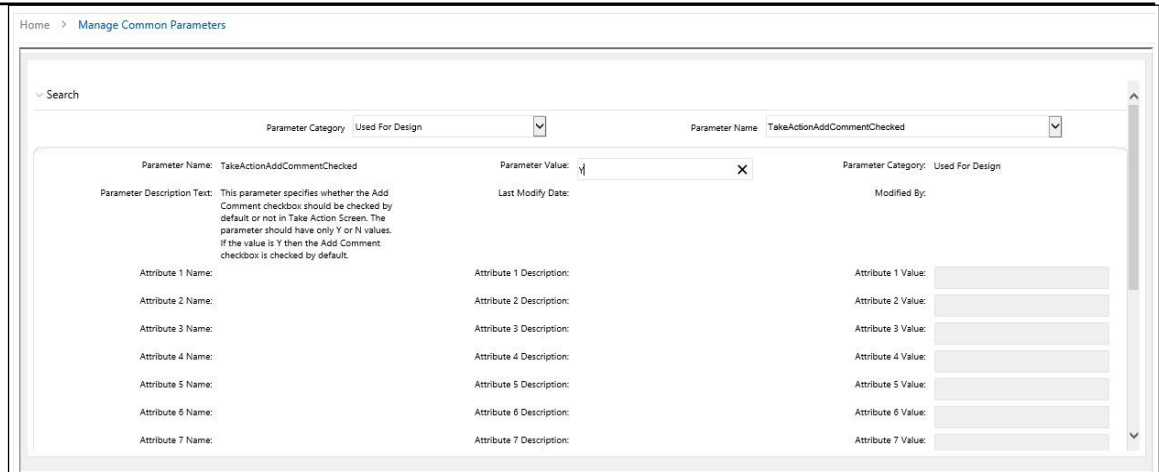 Home > Manage Common Parameters
Search
Parameter Category Used For Design Parameter Name TakeActionAddCommentChecked
Parameter Name: TakeActionAddCommentChecked Parameter Value: Y Parameter Category: Used For Design
Parameter Description Text: This parameter specifies whether the Add Last Modify Date: Modified By:
Comment checkbox should be checked by
default or not in Take Action Screen. The
parameter should have only Y or N values.
If the value is Y then the Add Comment
checkbox is checked by default.
Attribute 1 Name: Attribute 1 Description: Attribute 1 Value:
Attribute 2 Name: Attribute 2 Description: Attribute 2 Value:
Attribute 3 Name: Attribute 3 Description: Attribute 3 Value:
Attribute 4 Name: Attribute 4 Description: Attribute 4 Value:
Attribute 5 Name: Attribute 5 Description: Attribute 5 Value:
Attribute 6 Name: Attribute 6 Description: Attribute 6 Value:
Attribute 7 Name: Attribute 7 Description: Attribute 7 Value: